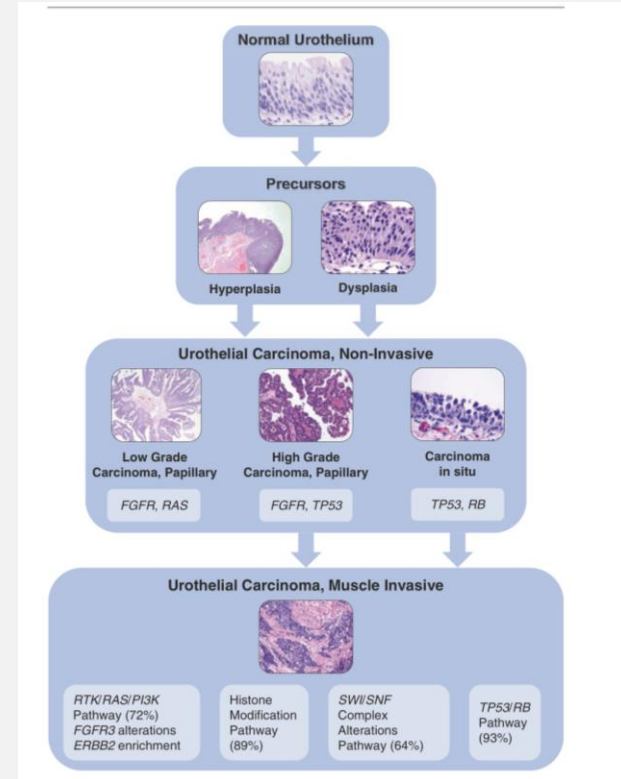 Normal Urothelium
Precursors
Hyperplasia
Dysplasia
Urothelial Carcinoma, Non-Invasive
Low Grade
Carcinoma, Papillary
High Grade
Carcinoma, Papillary
Carcinoma
in situ
FGFR, RAS
FGFR, TP53
TP53, RB
Urothelial Carcinoma, Muscle Invasive
RTK/RAS/PI3K
Pathway (72%)
FGFR3 alterations
ERBB2 enrichment
Histone
Modification
Pathway
(89%)
SWI/SNF
Complex
Alterations
Pathway (64%)
TP53/RB
Pathway
(93%)